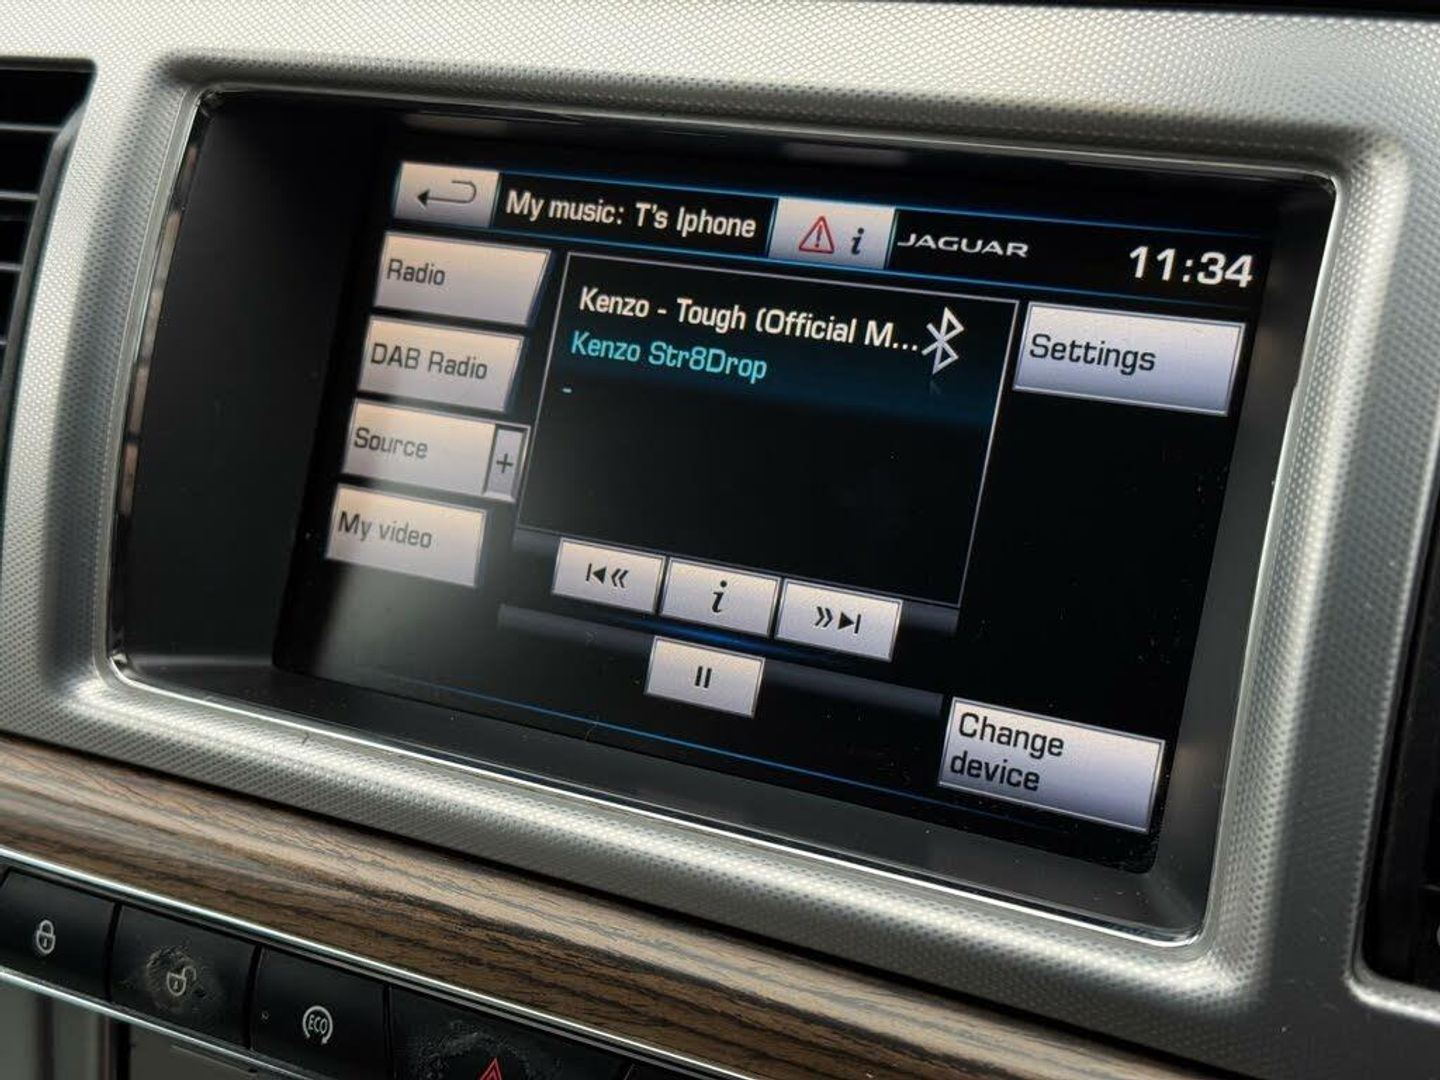 My music: T's Iphone
i
JAGUAR
11:34
Radio
DAB Radio
Source +
My video
Kenzo - Tough (Official M...
Kenzo Str8Drop
-
Settings
i
Change
device
ECO